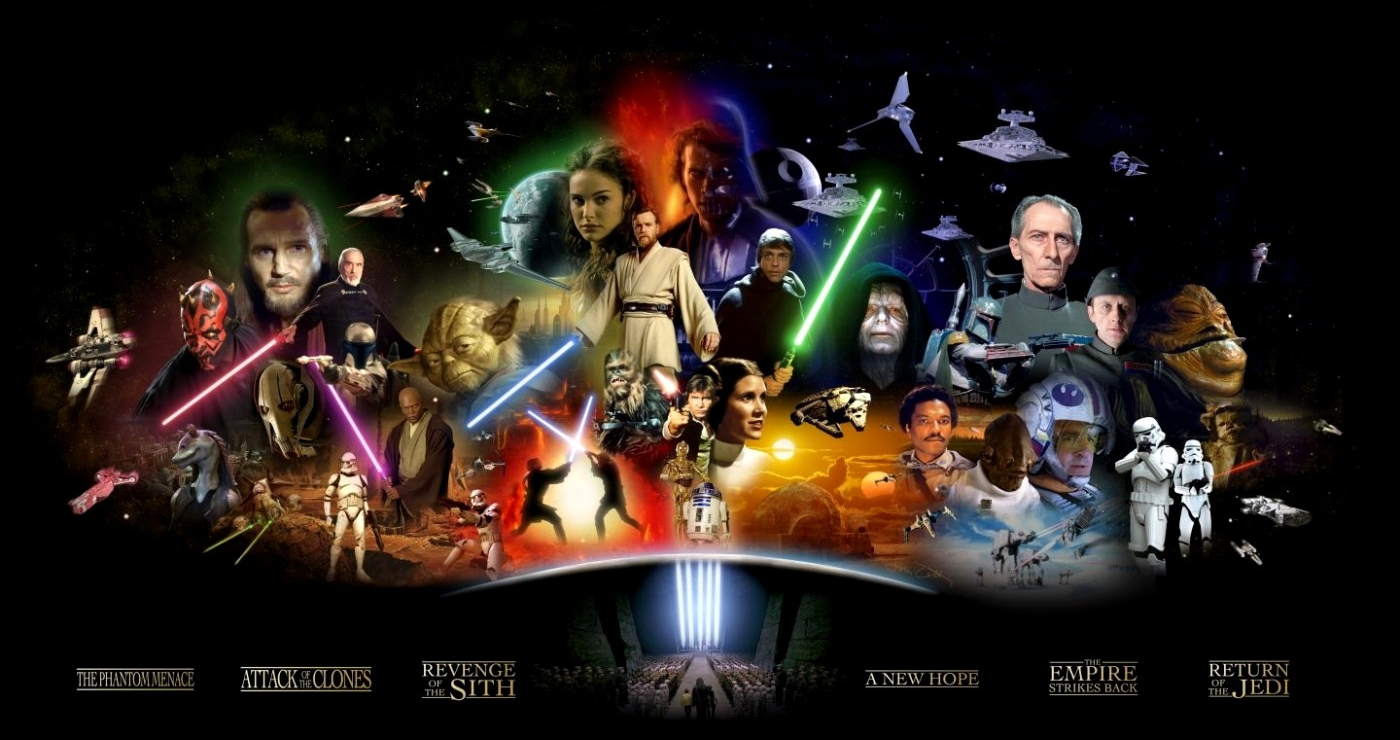 THE PHANTOM MENACE
ATTACK OF THE CLONES
REVENGE
OF THE SITH
A NEW HOPE
THE
EMPIRE
STRIKES BACK
RETURN
OF THE JEDI